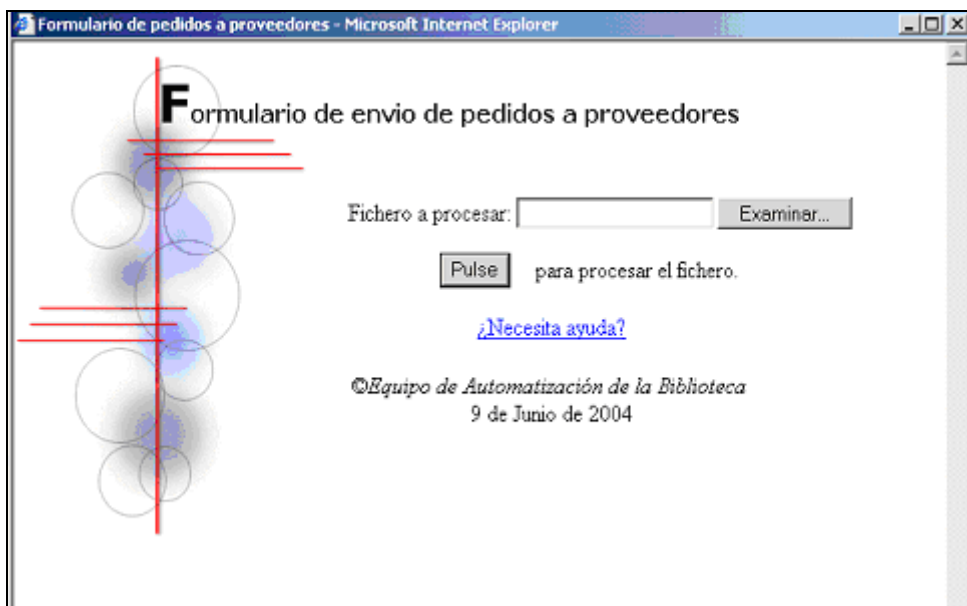 Formulario de pedidos a proveedores - Microsoft Internet Explorer
Formulario de envio de pedidos a proveedores
Fichero a procesar: Examinar...
Pulse para procesar el fichero.
¿Necesita ayuda?
©Equipo de Automatización de la Biblioteca
9 de Junio de 2004